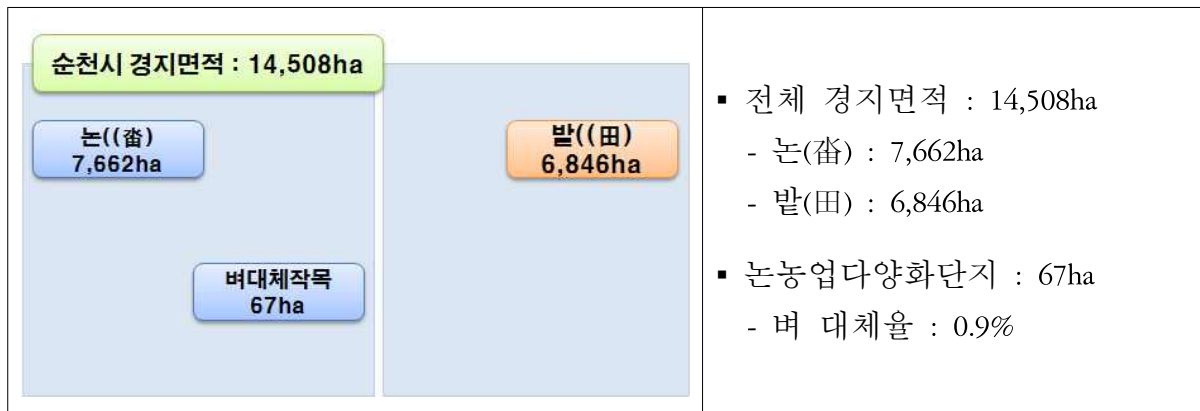 순천시 경지면적 : 14,508ha
논((畓)
7,662ha
밭((田)
6,846ha
벼대체작목
67ha
▪ 전체 경지면적 : 14,508ha
- 논(畓) : 7,662ha
- 밭(田) : 6,846ha
▪ 논농업다양화단지 : 67ha
- 벼 대체율 : 0.9%